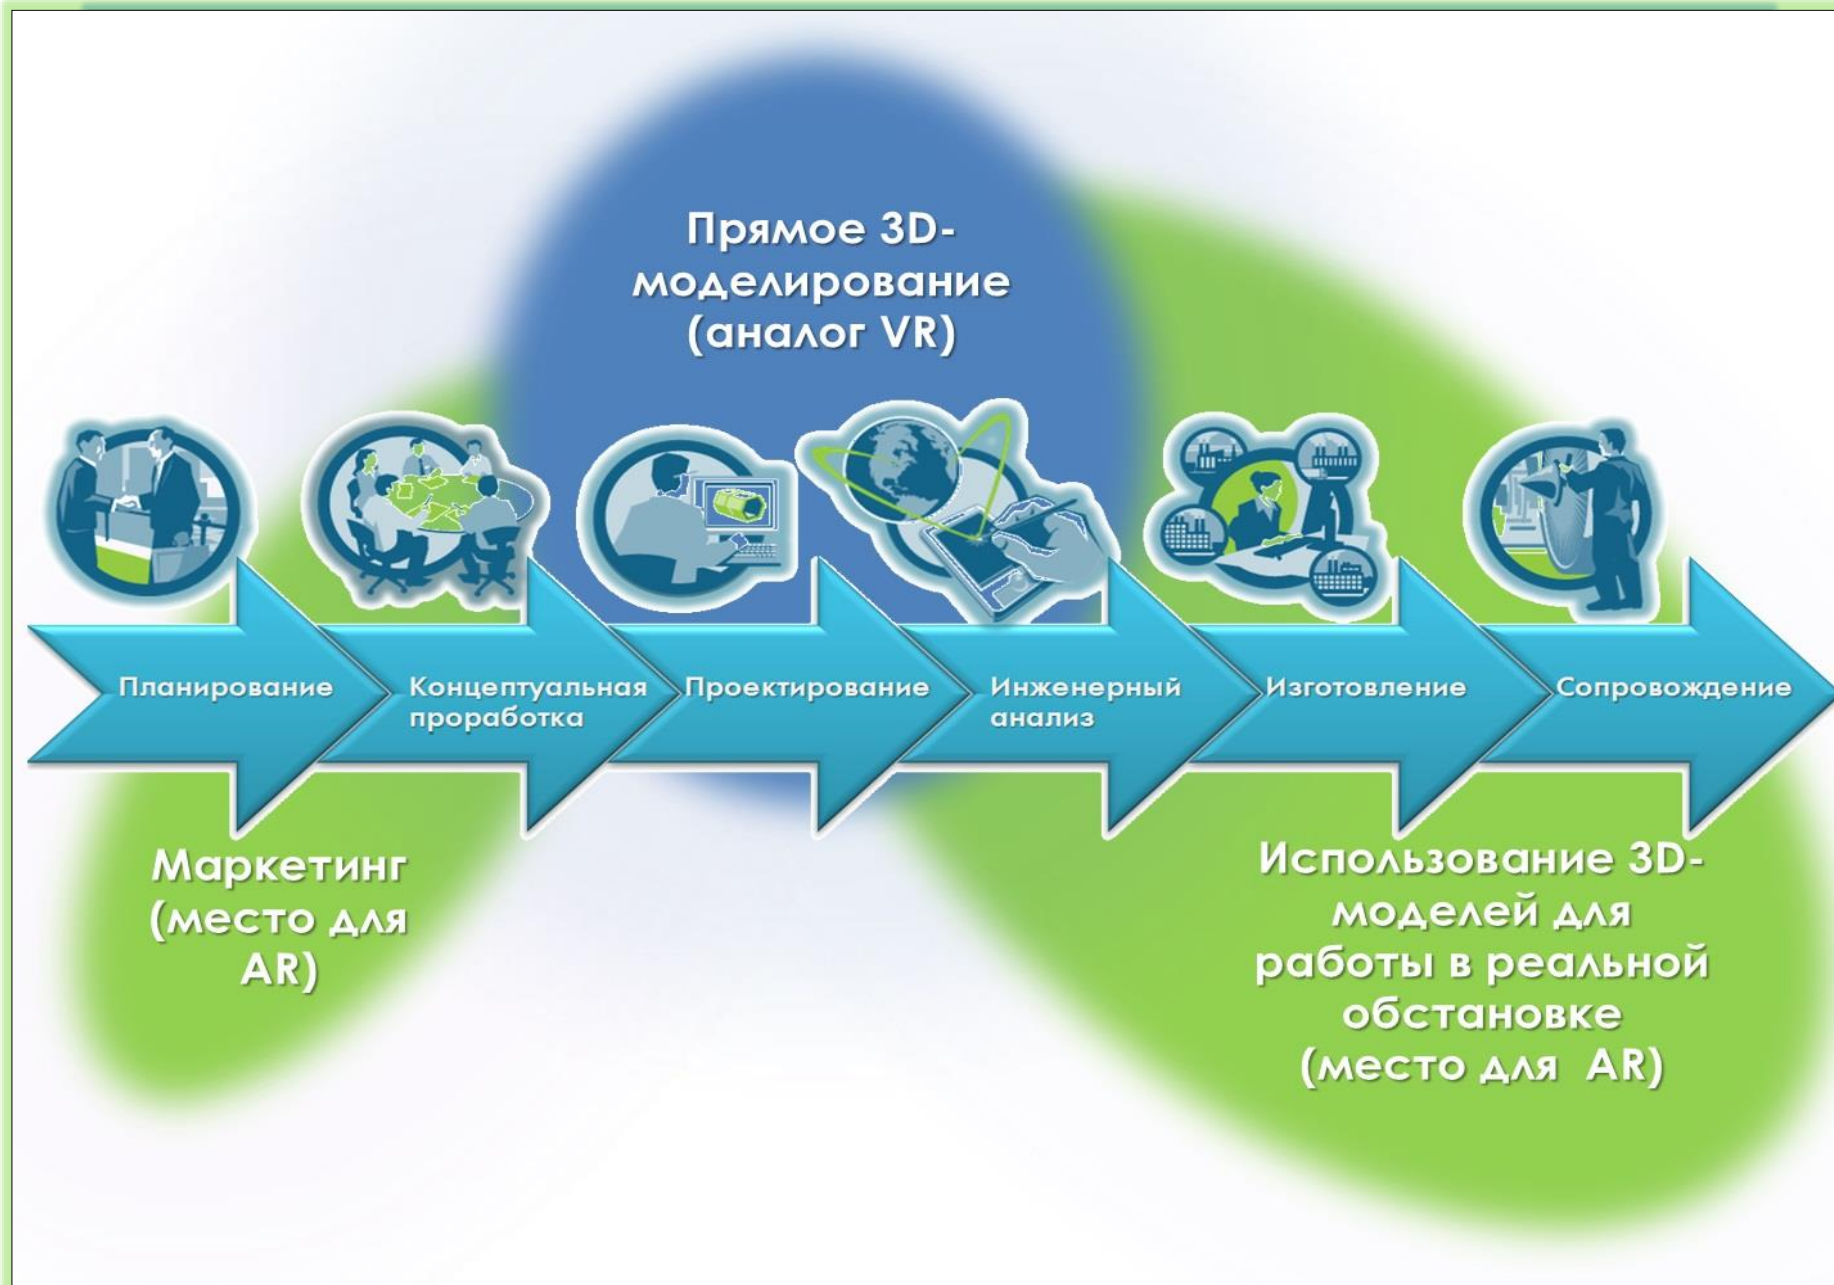 Прямое 3D-
моделирование
(аналог VR)
Планирование
Концептуальная
проработка
Проектирование
Инженерный
анализ
Изготовление
Сопровождение
Маркетинг
(место для
AR)
Использование 3D-
моделей для
работы в реальной
обстановке
(место для  AR)